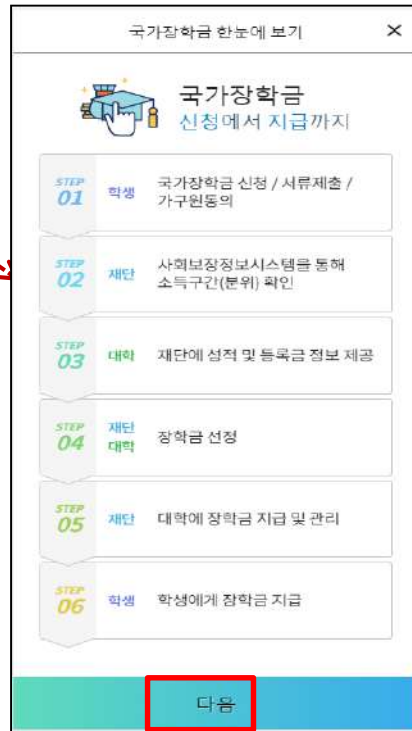 국가장학금 한눈에 보기 ×
국가장학금
신청에서 지급까지
STEP 01 학생 국가장학금 신청 / 서류제출 /
가구원동의
STEP 02 재단 사회보장정보시스템을 통해
소득구간(분위) 확인
STEP 03 대학 재단에 성적 및 등록금 정보 제공
STEP 04 재단 대학 장학금 선정
STEP 05 재단 대학에 장학금 지급 및 관리
STEP 06 학생 학생에게 장학금 지급
다음